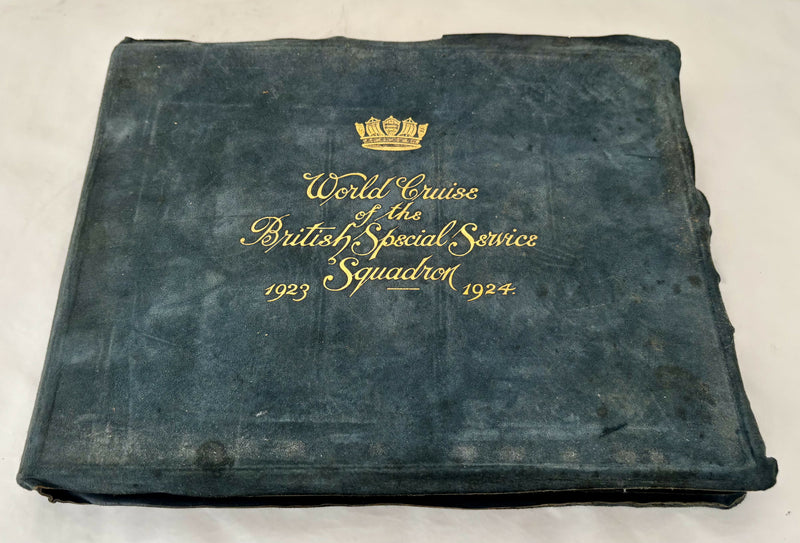 World Cruise
of the
British Special Service
Squadron
1923 — 1924.